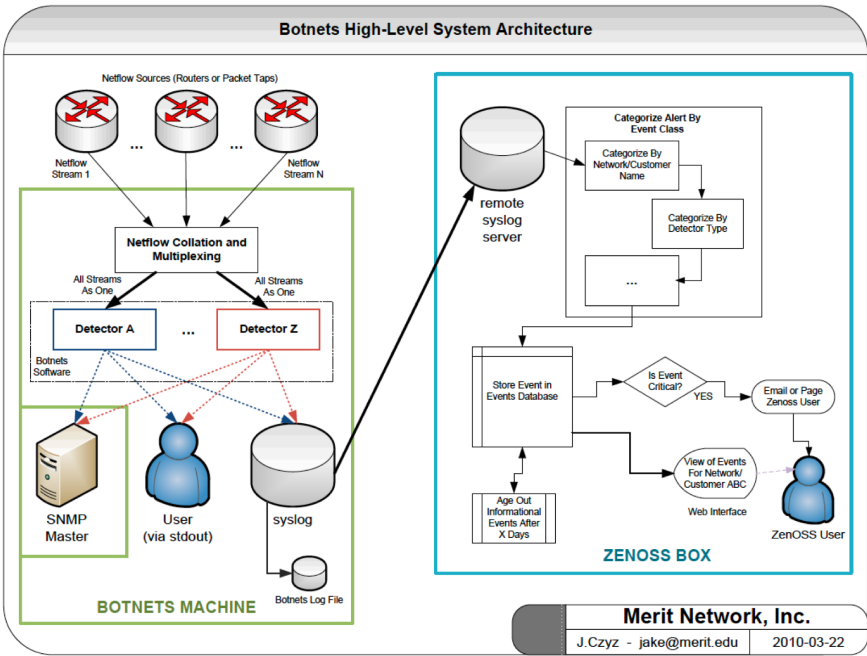 Botnets High-Level System Architecture
Netflow Sources (Routers or Packet Taps)
...
...
Netflow
Stream 1
Netflow
Stream N
Netflow Collation and
Multiplexing
All Streams
As One
All Streams
As One
Detector A
...
Detector Z
Botnets
Software
SNMP
Master
User
(via stdout)
syslog
Botnets Log File
BOTNETS MACHINE
remote
syslog
server
Categorize Alert By
Event Class
Categorize By
Network/Customer
Name
Categorize By
Detector Type
...
Store Event in
Events Database
Is Event
Critical?
YES
Email or Page
Zenoss User
View of Events
For Network/
Customer ABC
Web Interface
ZenOSS User
Age Out
Informational
Events After
X Days
ZENOSS BOX
Merit Network, Inc.
J.Czyz - jake@merit.edu
2010-03-22